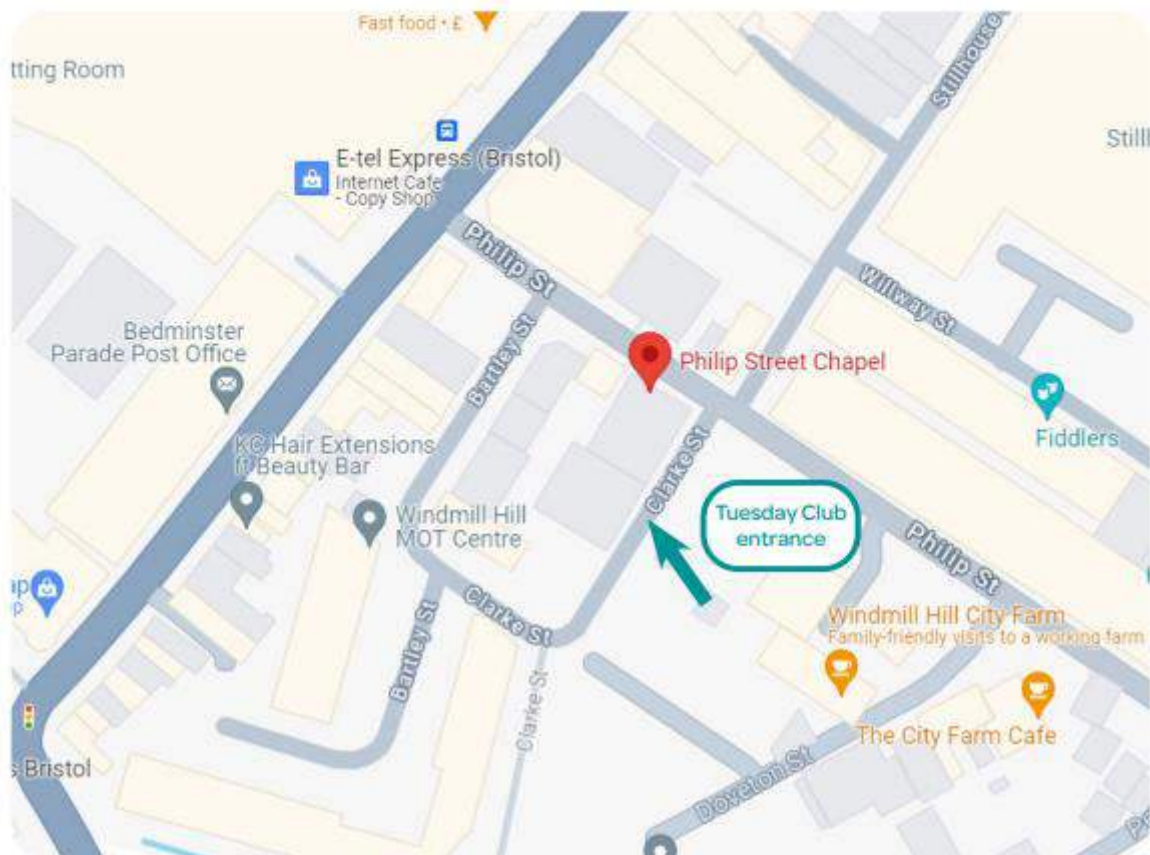 Fast food • £
tting Room
Stillhouse
Still
E-tel Express (Bristol)
Internet Cafe
- Copy Shop
Philip St
Willway St
Bedminster
Parade Post Office
Bartley St
Philip Street Chapel
Fiddlers
KC Hair Extensions
ft Beauty Bar
Clarke St
Windmill Hill
MOT Centre
Tuesday Club
entrance
Philip St
ap
p
Clarke St
Windmill Hill City Farm
Family-friendly visits to a working farm
Bartley St
Clarke St
The City Farm Cafe
s Bristol
Doveton St